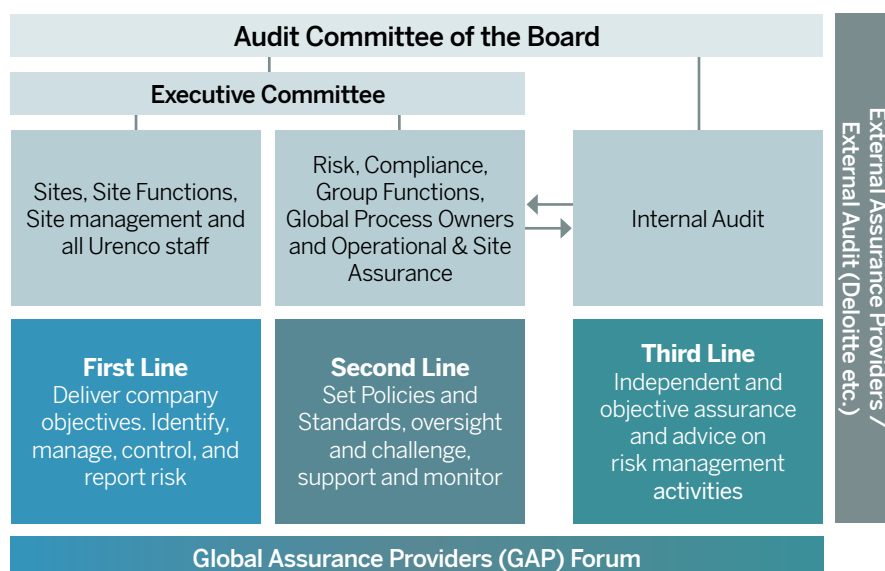 Audit Committee of the Board
Executive Committee
Sites, Site Functions,
Site management and
all Urenco staff
Risk, Compliance,
Group Functions,
Global Process Owners
and Operational & Site
Assurance
Internal Audit
First Line
Deliver company
objectives. Identify,
manage, control, and
report risk
Second Line
Set Policies and
Standards, oversight
and challenge,
support and monitor
Third Line
Independent and
objective assurance
and advice on
risk management
activities
Global Assurance Providers (GAP) Forum
External Assurance Providers /
External Audit (Deloitte etc.)